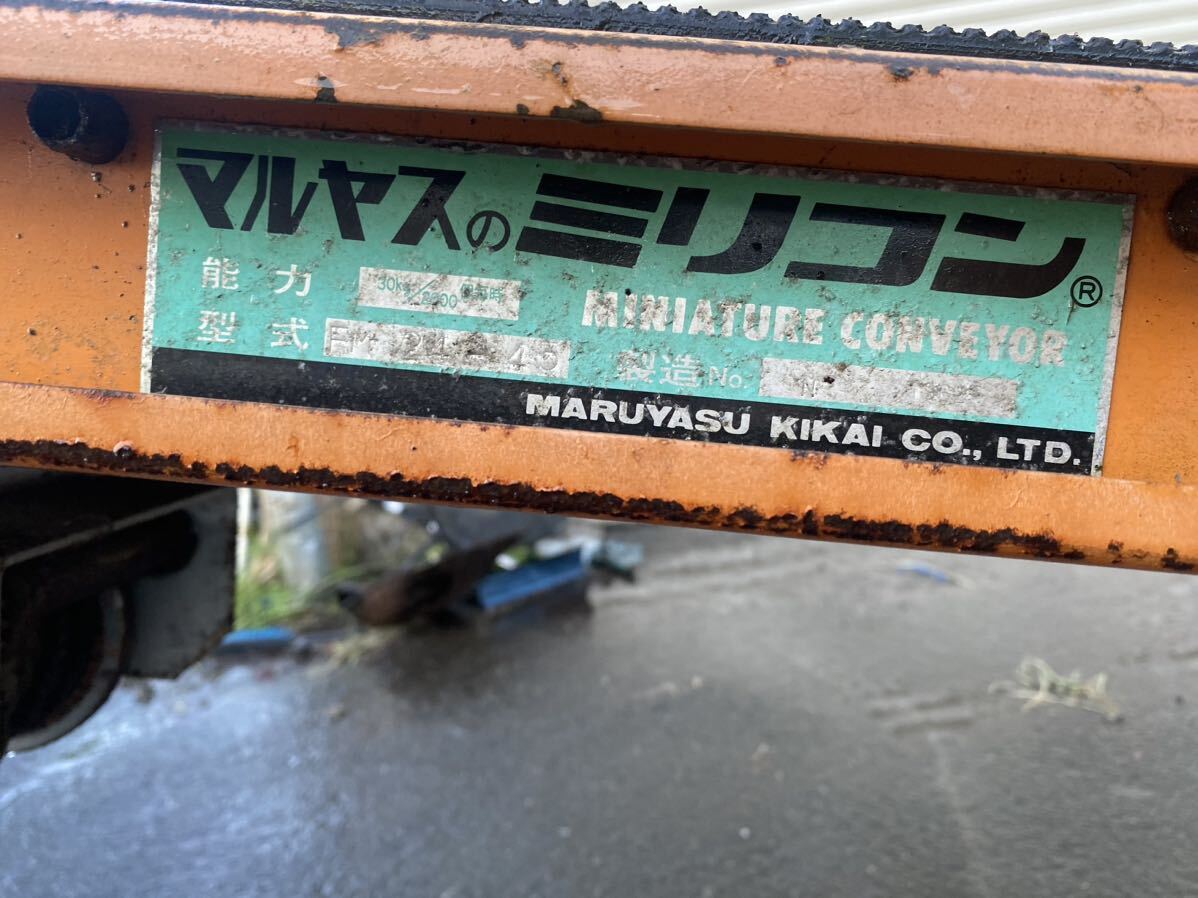 マルヤスのミリコン®
能力 30kg/
MINIATURE CONVEYOR
型式
製造No.
MARUYASU KIKAI CO., LTD.